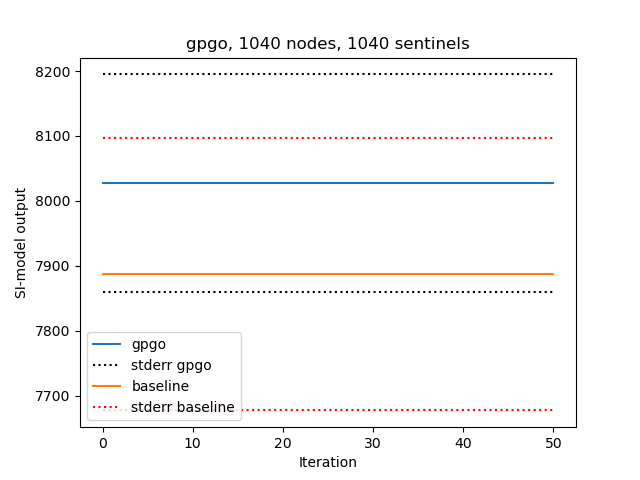 gpgo, 1040 nodes, 1040 sentinels
8200
8100
8000
7900
7800
7700
SI-model output
gpgo
stderr gpgo
baseline
stderr baseline
0 10 20 30 40 50
Iteration